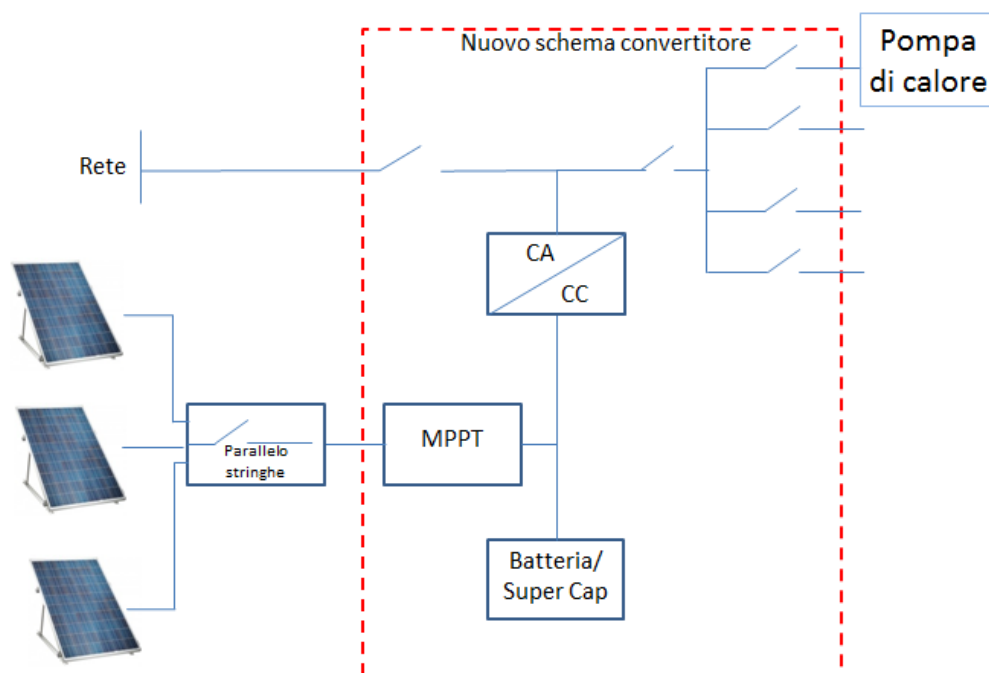 Nuovo schema convertitore
Pompa
di calore
Rete
CA
CC
Parallelo
stringhe
MPPT
Batteria/
Super Cap